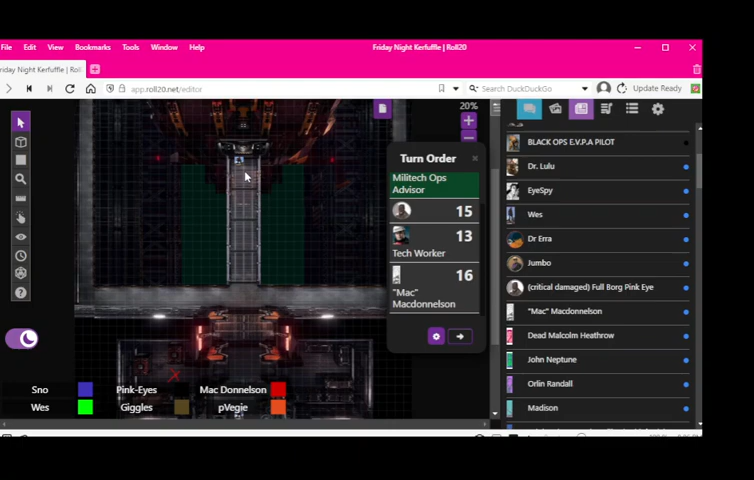 File Edit View Bookmarks Tools Window Help
Friday Night Kerfuffle | Roll20
riday Night Kerfuffle | Roll
app.roll20.net/editor
Search DuckDuckGo
Update Ready
20%
Turn Order
Militech Ops
Advisor
15
13
Tech Worker
16
"Mac"
Macdonnelson
BLACK OPS E.V.P.A PILOT
Dr. Lulu
EyeSpy
Wes
Dr Erra
Jumbo
(critical damaged) Full Borg Pink Eye
"Mac" Macdonnelson
Dead Malcolm Heathrow
John Neptune
Orlin Randall
Madison
Sno Pink-Eyes Mac Donnelson
Wes Giggles pVegie